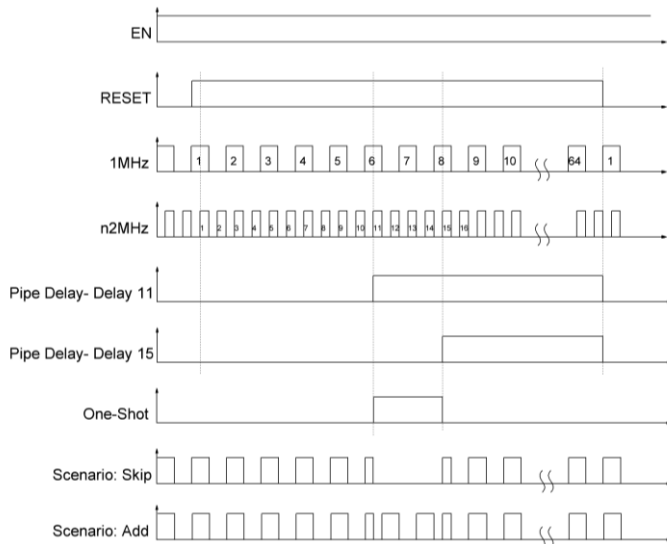 EN
RESET
1MHz
1 2 3 4 5 6 7 8 9 10 64 1
n2MHz
1 2 3 4 5 6 7 8 9 10 11 12 13 14 15 16
Pipe Delay- Delay 11
Pipe Delay- Delay 15
One-Shot
Scenario: Skip
Scenario: Add